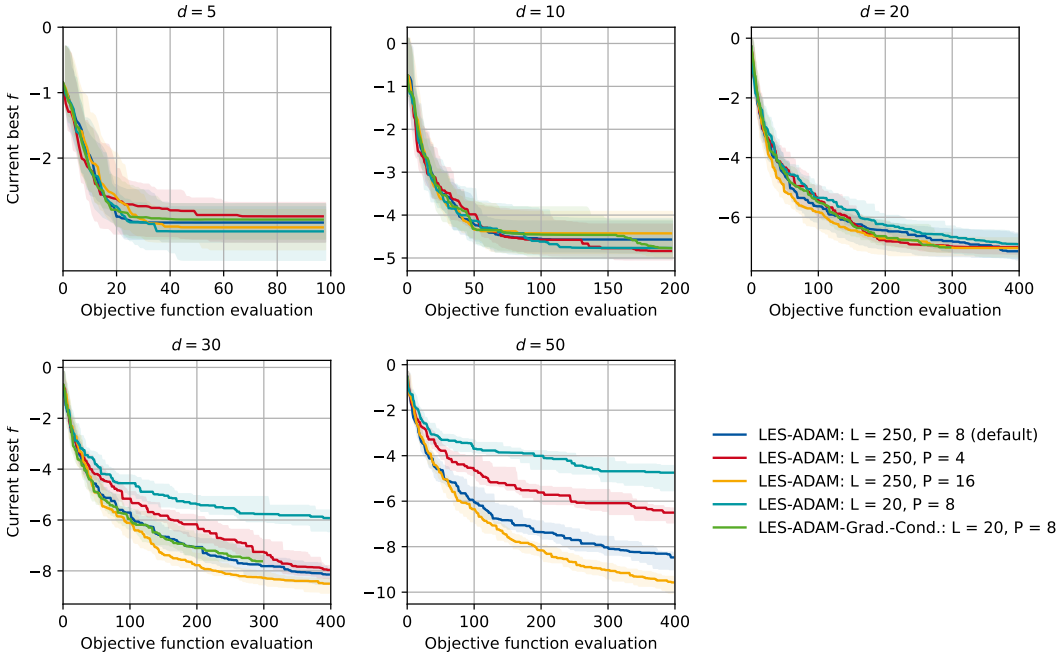 d = 5
d = 10
d = 20
Current best f
0
−1
−2
0 20 40 60 80 100
Objective function evaluation
0
−1
−2
−3
−4
−5
0 50 100 150 200
Objective function evaluation
0
−2
−4
−6
0 100 200 300 400
Objective function evaluation
d = 30
d = 50
Current best f
0
−2
−4
−6
−8
0 100 200 300 400
Objective function evaluation
0
−2
−4
−6
−8
−10
0 100 200 300 400
Objective function evaluation
LES-ADAM: L = 250, P = 8 (default)
LES-ADAM: L = 250, P = 4
LES-ADAM: L = 250, P = 16
LES-ADAM: L = 20, P = 8
LES-ADAM-Grad.-Cond.: L = 20, P = 8